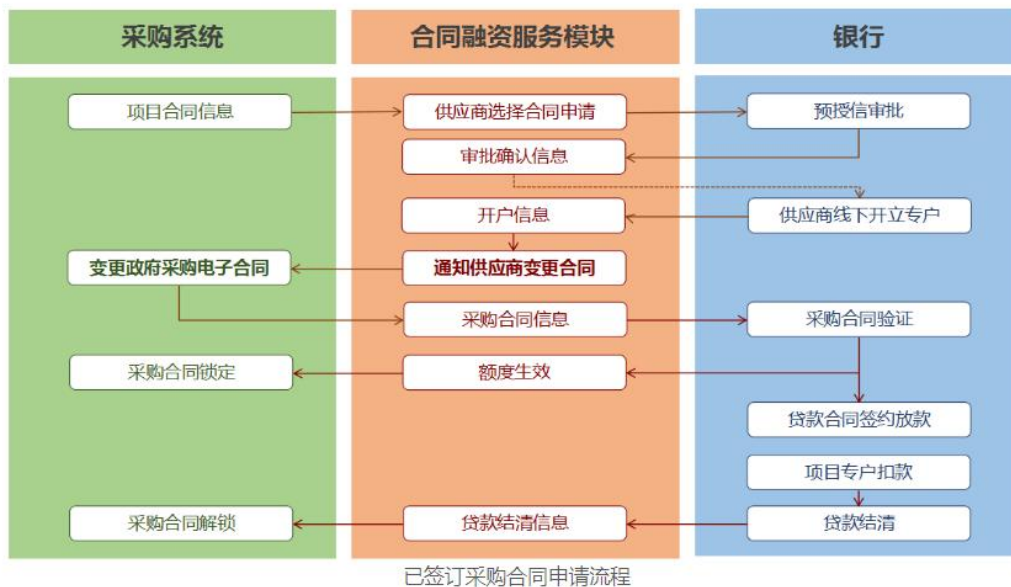 采购系统
合同融资服务模块
银行
项目合同信息
供应商选择合同申请
预授信审批
审批确认信息
开户信息
供应商线下开立专户
变更政府采购电子合同
通知供应商变更合同
采购合同信息
采购合同验证
采购合同锁定
额度生效
贷款合同签约放款
项目专户扣款
采购合同解锁
贷款结清信息
贷款结清
已签订采购合同申请流程